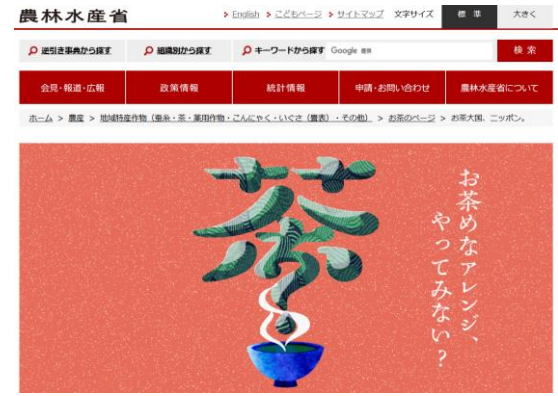 農林水産省
English こどもページ サイトマップ 文字サイズ 標準 大きく
逆引き事典から探す 組織別から探す キーワードから探す Google 検索
会見・報道・広報 政策情報 統計情報 申請・お問い合わせ 農林水産省について
ホーム > 農産 > 地域特産作物（蚕糸・茶・薬用作物・こんにゃく・いぐさ（畳表）・その他） > お茶のページ > お茶大国、ニッポン。
茶
お茶めなアレンジ、
やってみない？